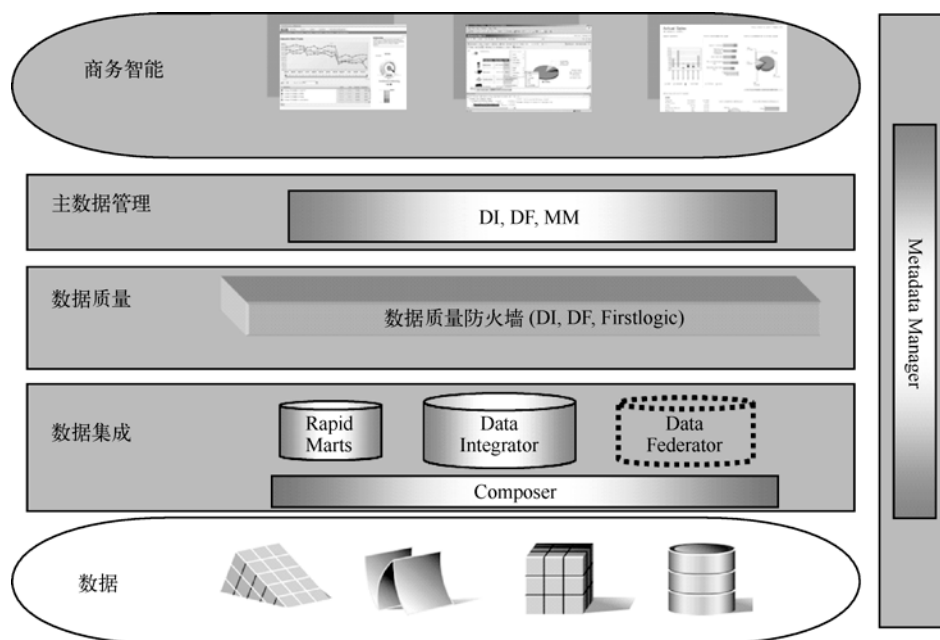 商务智能
主数据管理
DI, DF, MM
数据质量
数据质量防火墙 (DI, DF, Firstlogic)
数据集成
Rapid
Marts
Data
Integrator
Data
Federator
Composer
数据
Metadata Manager